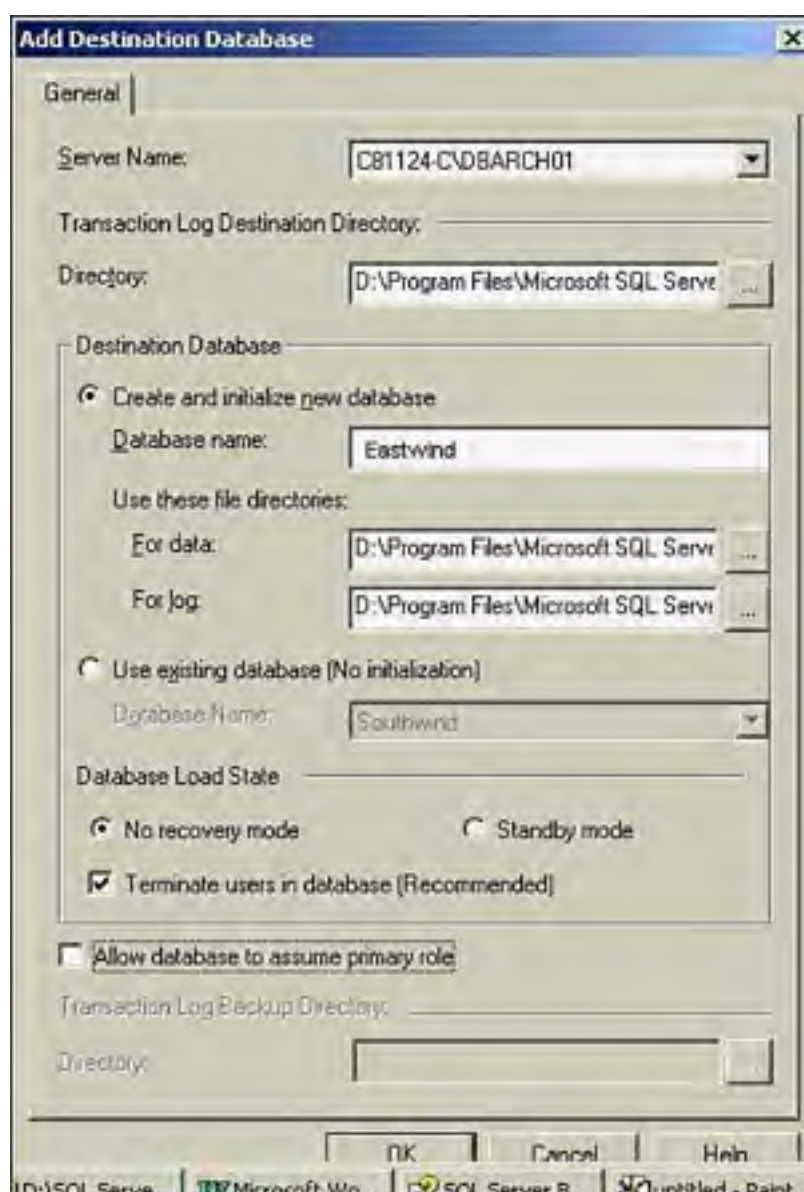 Add Destination Database
General
Server Name: C81124-C\DBARCH01
Transaction Log Destination Directory:
Directory: D:\Program Files\Microsoft SQL Serve ...
Destination Database
Create and initialize new database
Database name: Eastwind
Use these file directories:
For data: D:\Program Files\Microsoft SQL Serve ...
For log: D:\Program Files\Microsoft SQL Serve ...
Use existing database (No initialization)
Database Name: Southwind
Database Load State
No recovery mode Standby mode
Terminate users in database (Recommended)
Allow database to assume primary role
Transaction Log Backup Directory:
Directory:
OK Cancel Help
(D:)SQL Serve... Microsoft Wo... SQL Server B... untitled - Paint